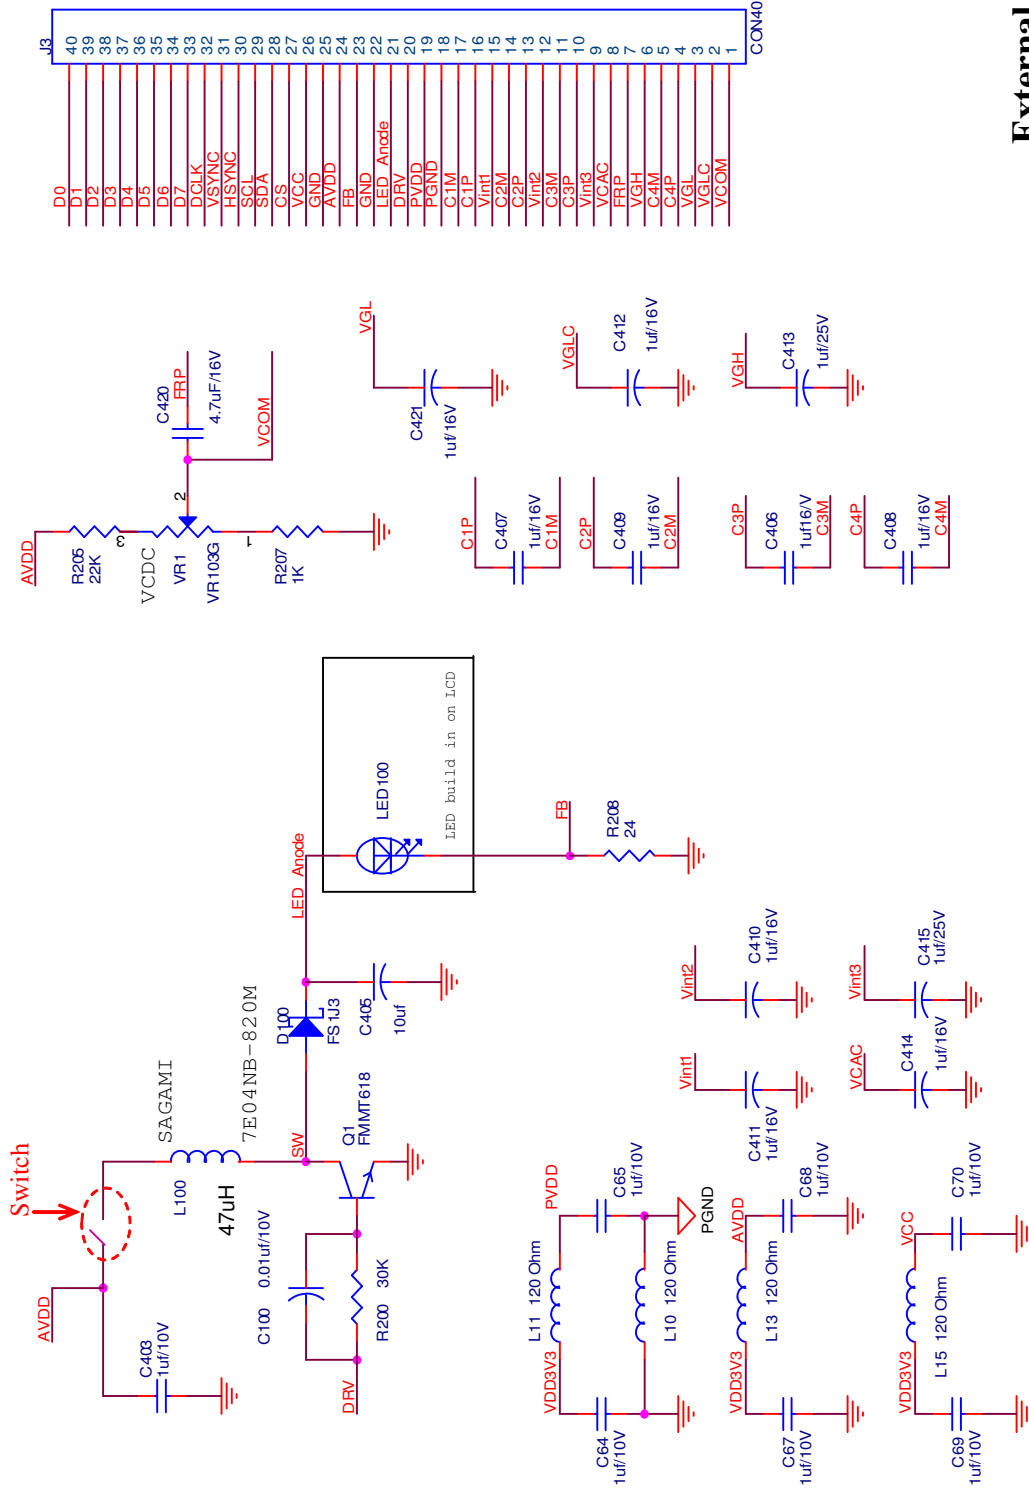 Switch
AVDD
C403
1uf/10V
SAGAMI
L100
7E04NB-820M
47uH
SW
Q1
FMMT618
C100 0.01uf/10V
R200 30K
DRV
D100
FS1J3
C405
10uf
LED Anode
LED100
LED build in on LCD
FB
R208
24
AVDD
R205
22K
3
VCDC
VR1
VR103G
2
1
R207
1K
C420
4.7uF/16V
FRP
VCOM
J3
CON40
D0 40
D1 39
D2 38
D3 37
D4 36
D5 35
D6 34
D7 33
DCLK 32
VSYNC 31
HSYNC 30
SCL 29
SDA 28
CS 27
VCC 26
GND 25
AVDD 24
FB 23
GND 22
LED Anode 21
DRV 20
PVDD 19
PGND 18
C1M 17
C1P 16
Vint1 15
C2M 14
C2P 13
Vint2 12
C3M 11
C3P 10
Vint3 9
VCAC 8
FRP 7
VGH 6
C4M 5
C4P 4
VGL 3
VGLC 2
VCOM 1
VGL
C421
1uf/16V
VGLC
C412
1uf/16V
VGH
C413
1uf/25V
C1P
C407
1uf/16V
C1M
C2P
C409
1uf/16V
C2M
C3P
C406
1uf16/V
C3M
C4P
C408
1uf/16V
C4M
Vint2
C410
1uf/16V
Vint3
C415
1uf/25V
Vint1
C411
1uf/16V
VCAC
C414
1uf/16V
VDD3V3
L11 120 Ohm
PVDD
C64
1uf/10V
C65
1uf/10V
L10 120 Ohm
PGND
VDD3V3
L13 120 Ohm
AVDD
C67
1uf/10V
C68
1uf/10V
VDD3V3
L15 120 Ohm
VCC
C69
1uf/10V
C70
1uf/10V
External